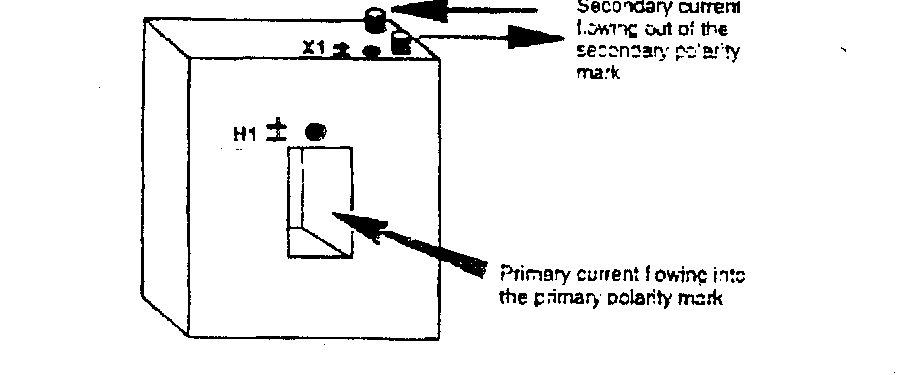 Secondary current
flowing out of the
secondary polarity
mark
X1 ±
H1 ±
Primary current flowing into
the primary polarity mark